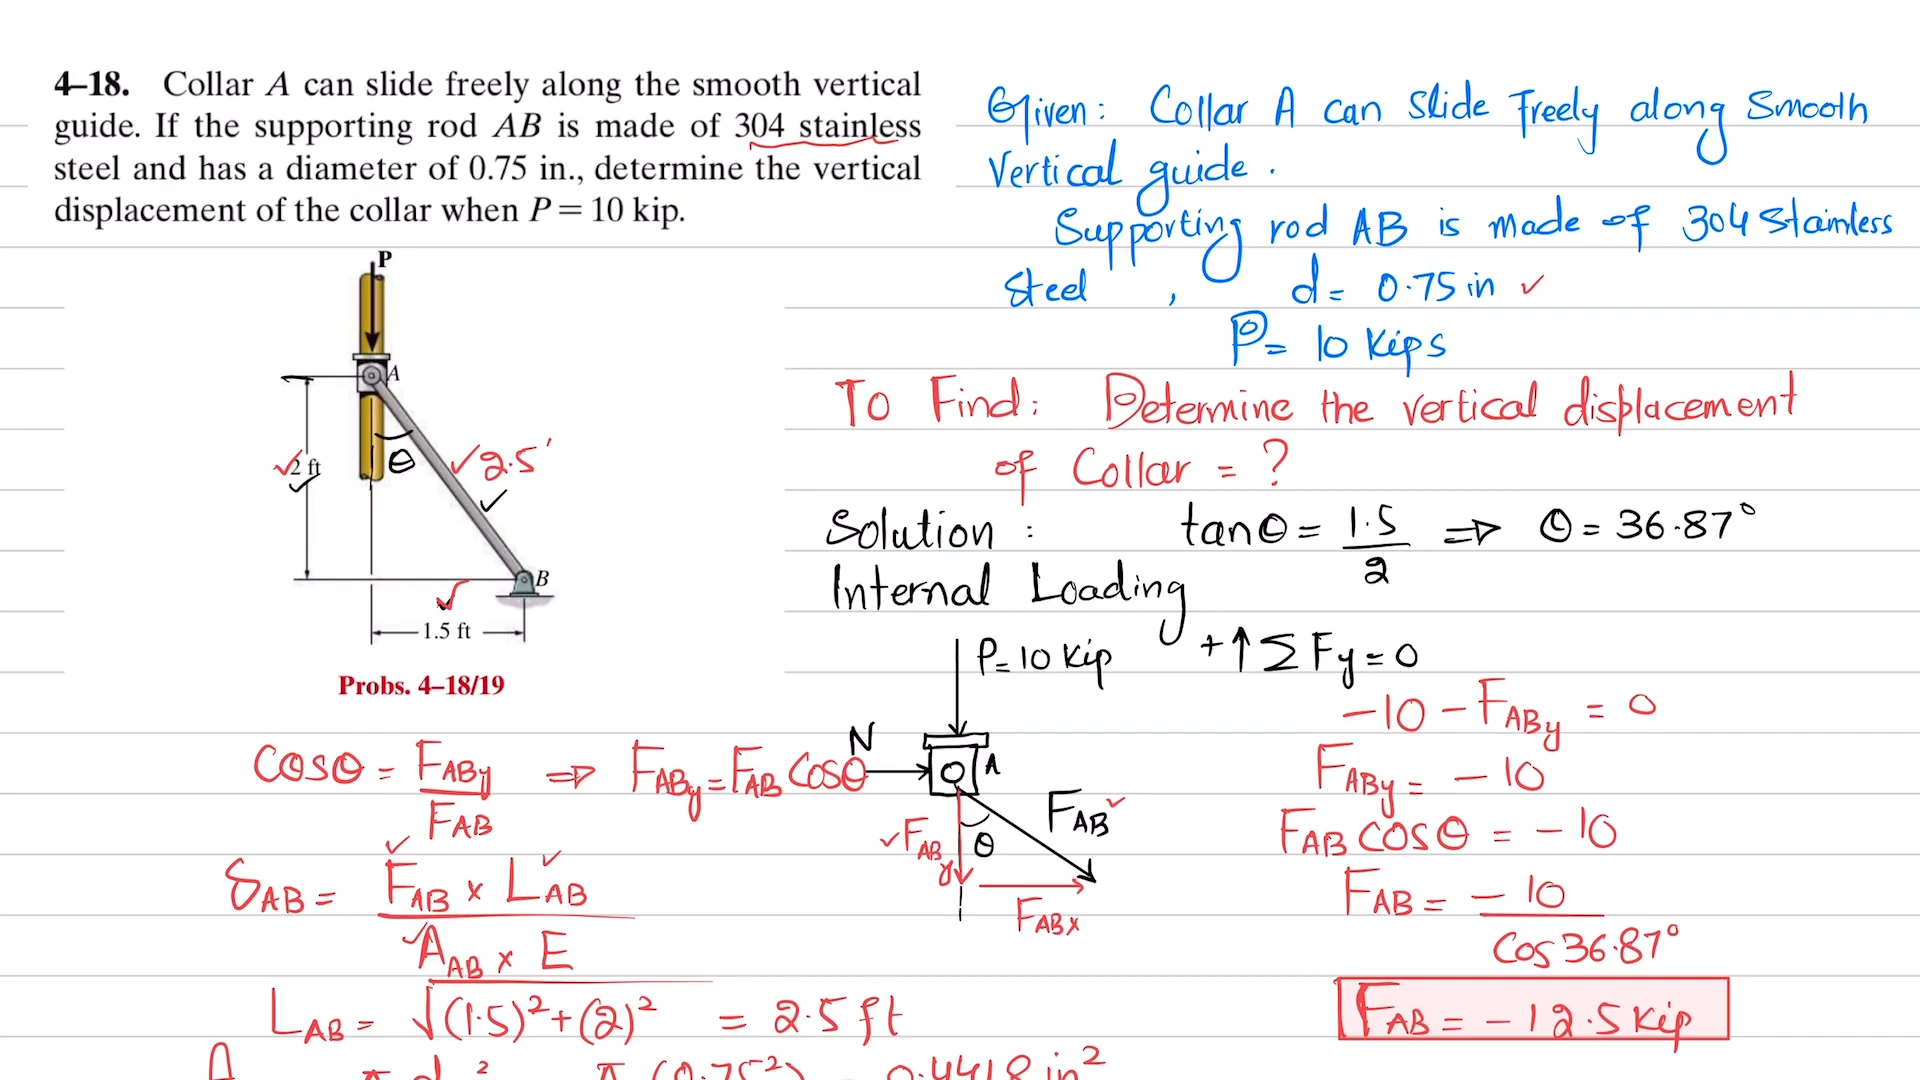 4–18. Collar A can slide freely along the smooth vertical
guide. If the supporting rod AB is made of 304 stainless
steel and has a diameter of 0.75 in., determine the vertical
displacement of the collar when P = 10 kip.
P
A
2 ft
θ
2.5'
B
1.5 ft
Probs. 4–18/19
Given: Collar A can slide freely along Smooth
Vertical guide.
Supporting rod AB is made of 304 Stainless
Steel , d = 0.75 in ✓
P = 10 Kips
To Find: Determine the vertical displacement
of Collar = ?
Solution : tanθ = 1.5/2 ⇒ θ = 36.87°
Internal Loading
P = 10 kip
+↑ΣFy = 0
-10 - FABy = 0
FABy = -10
FAB cosθ = -10
FAB = -10 / Cos 36.87°
FAB = -12.5 kip
N
A
θ
FAB ✓
✓FABy
FABx
cosθ = FABy / FAB ⇒ FABy = FAB Cosθ
δAB = FAB × LAB / AAB × E
LAB = √(1.5)² + (2)² = 2.5 ft
0.4418 in²